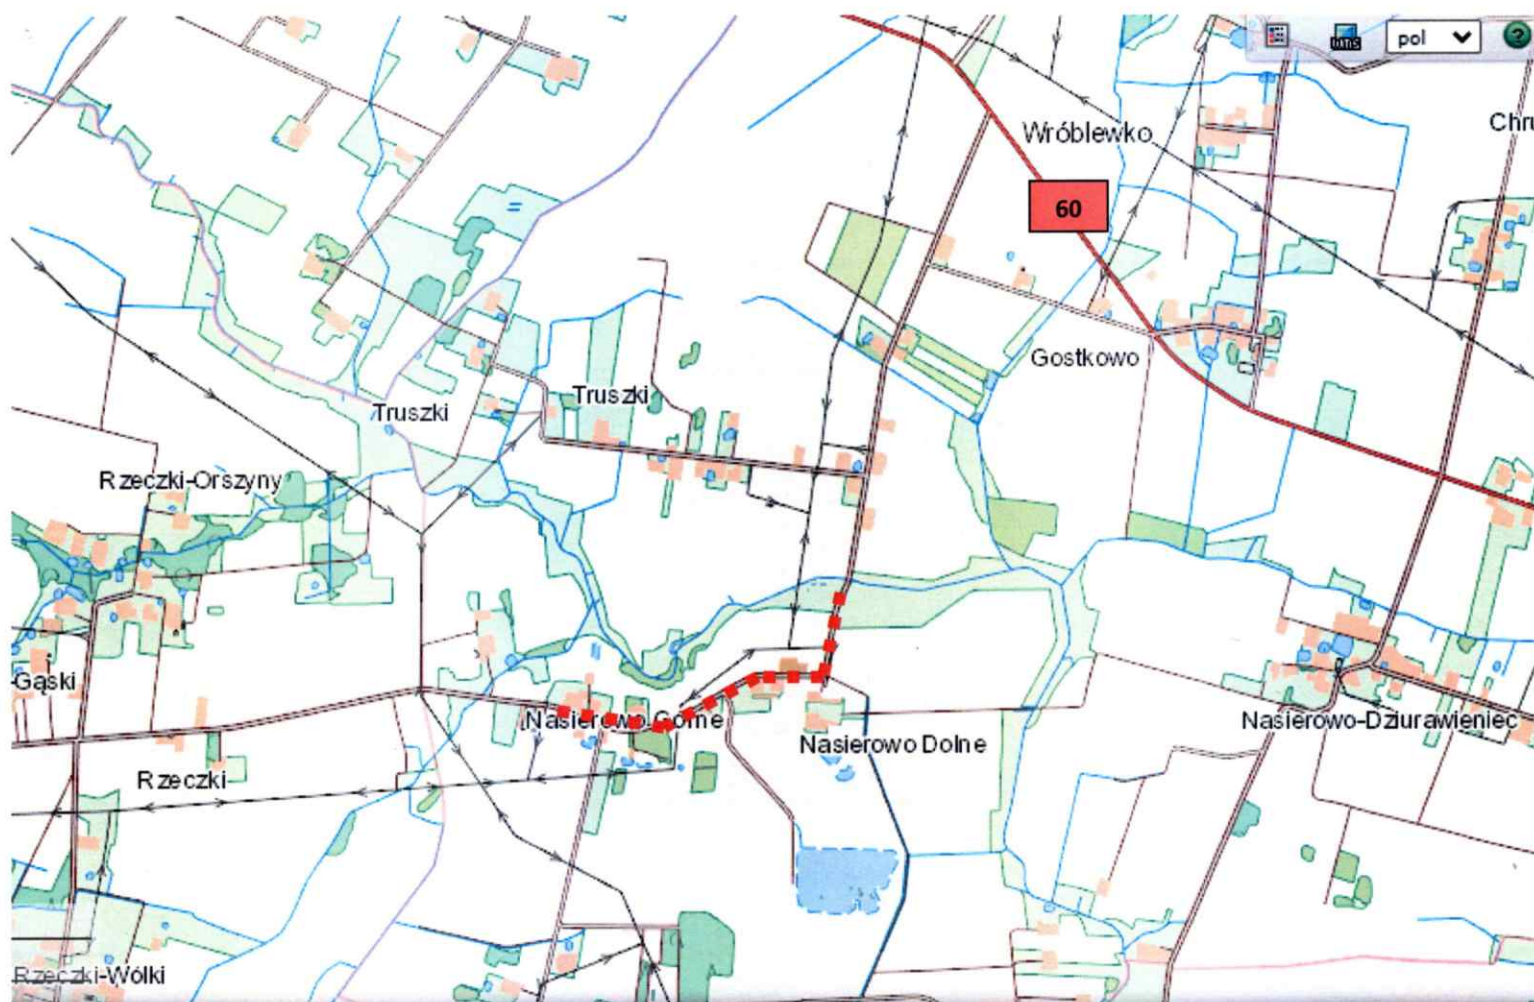 pol
?
Wróblewko
Chru
60
Gostkowo
Truszki
Truszki
Rzeczki-Orszyny
Gąski
Nasierowo Górne
Nasierowo Dolne
Nasierowo-Dziurawieniec
Rzeczki
Rzeczki-Wólki